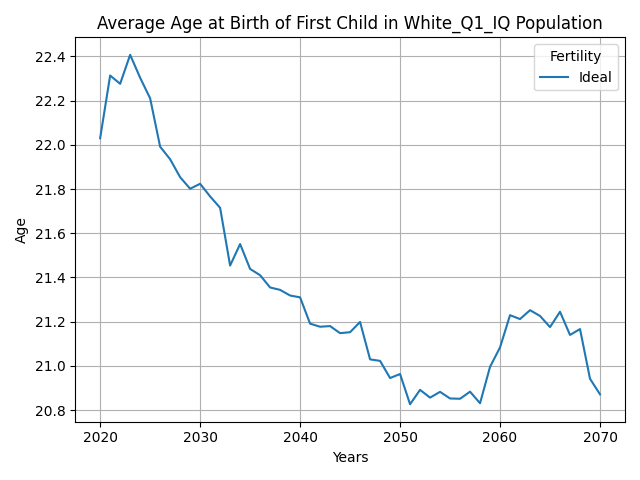 Average Age at Birth of First Child in White_Q1_IQ Population
Fertility
Ideal
22.4
22.2
22.0
21.8
21.6
21.4
21.2
21.0
20.8
Age
2020 2030 2040 2050 2060 2070
Years